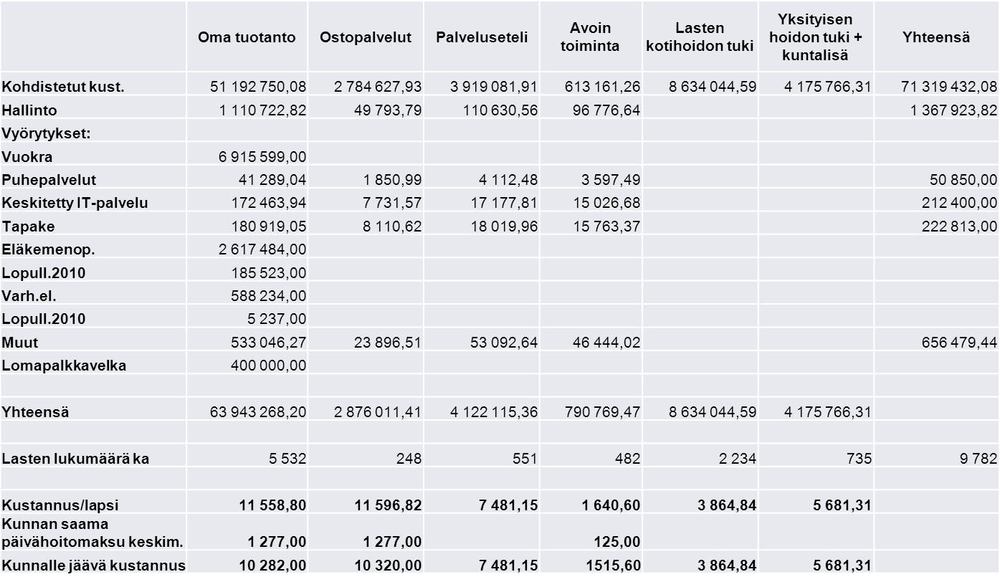 Oma tuotanto Ostopalvelut Palveluseteli Avoin toiminta Lasten kotihoidon tuki Yksityisen hoidon tuki + kuntalisä Yhteensä
Kohdistetut kust. 51 192 750,08 2 784 627,93 3 919 081,91 613 161,26 8 634 044,59 4 175 766,31 71 319 432,08
Hallinto 1 110 722,82 49 793,79 110 630,56 96 776,64 1 367 923,82
Vyörytykset:
Vuokra 6 915 599,00
Puhepalvelut 41 289,04 1 850,99 4 112,48 3 597,49 50 850,00
Keskitetty IT-palvelu 172 463,94 7 731,57 17 177,81 15 026,68 212 400,00
Tapake 180 919,05 8 110,62 18 019,96 15 763,37 222 813,00
Eläkemenop. 2 617 484,00
Lopull.2010 185 523,00
Varh.el. 588 234,00
Lopull.2010 5 237,00
Muut 533 046,27 23 896,51 53 092,64 46 444,02 656 479,44
Lomapalkkavelka 400 000,00
Yhteensä 63 943 268,20 2 876 011,41 4 122 115,36 790 769,47 8 634 044,59 4 175 766,31
Lasten lukumäärä ka 5 532 248 551 482 2 234 735 9 782
Kustannus/lapsi 11 558,80 11 596,82 7 481,15 1 640,60 3 864,84 5 681,31
Kunnan saama
päivähoitomaksu keskim. 1 277,00 1 277,00 125,00
Kunnalle jäävä kustannus 10 282,00 10 320,00 7 481,15 1515,60 3 864,84 5 681,31